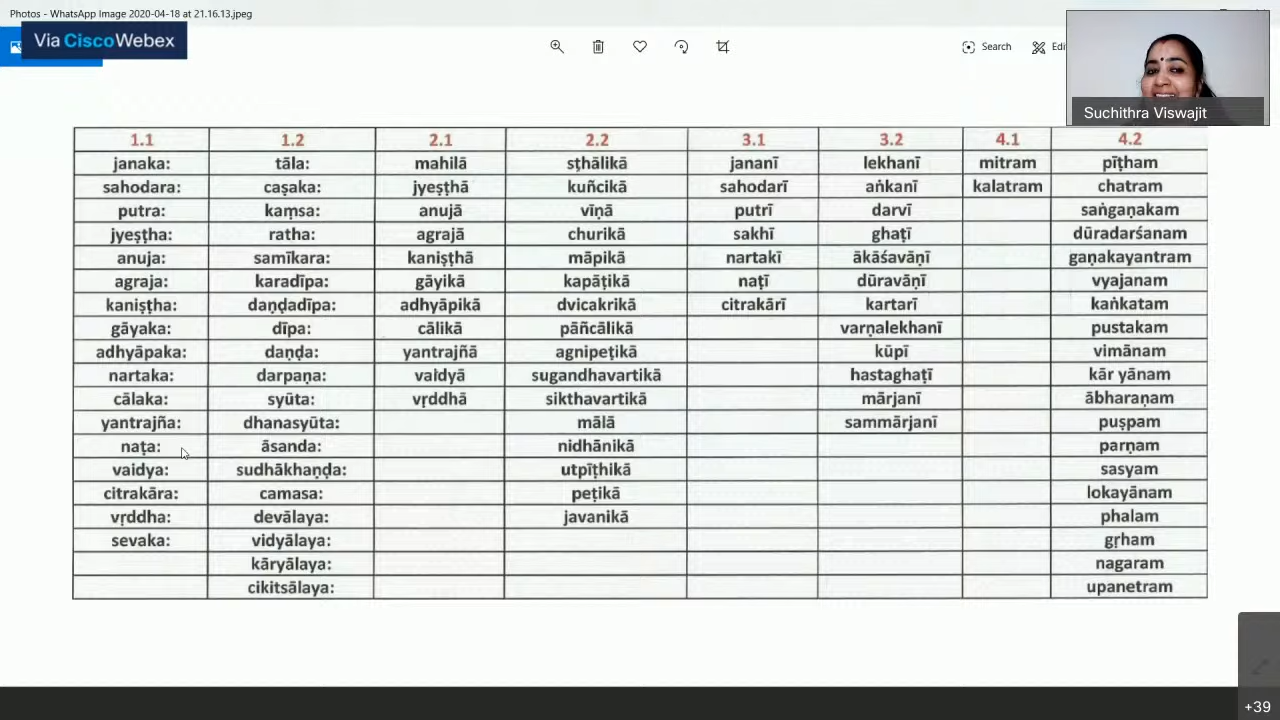 Photos - WhatsApp Image 2020-04-18 at 21.16.13.jpeg
Via Cisco Webex
Search
Suchithra Viswajit
1.1 1.2 2.1 2.2 3.1 3.2 4.1 4.2
janaka: tāla: mahilā sṭhālikā jananī lekhanī mitram pīṭham
sahodara: caṣaka: jyeṣṭhā kuñcikā sahodarī aṅkanī kalatram chatram
putra: kaṃsa: anujā vīṇā putrī darvī saṅgaṇakam
jyeṣṭha: ratha: agrajā churikā sakhī ghaṭī dūradarśanam
anuja: samīkara: kaniṣṭhā māpikā nartakī ākāśavāṇī gaṇakayantram
agraja: karadīpa: gāyikā kapāṭikā naṭī dūravāṇī vyajanam
kaniṣṭha: daṇḍadīpa: adhyāpikā dvicakrikā citrakārī kartarī kaṅkatam
gāyaka: dīpa: cālikā pāñcālikā varṇalekhanī pustakam
adhyāpaka: daṇḍa: yantrajñā agnipeṭikā kūpī vimānam
nartaka: darpaṇa: vaidyā sugandhavartikā hastaghaṭī kār yānam
cālaka: syūta: vṛddhā sikthavartikā mārjanī ābharaṇam
yantrajña: dhanasyūta: mālā sammārjanī puṣpam
naṭa: āsanda: nidhānikā parṇam
vaidya: sudhākhaṇḍa: utpīṭhikā sasyam
citrakāra: camasa: peṭikā lokayānam
vṛddha: devālaya: javanikā phalam
sevaka: vidyālaya: gṛham
kāryālaya: nagaram
cikitsālaya: upanetram
+39